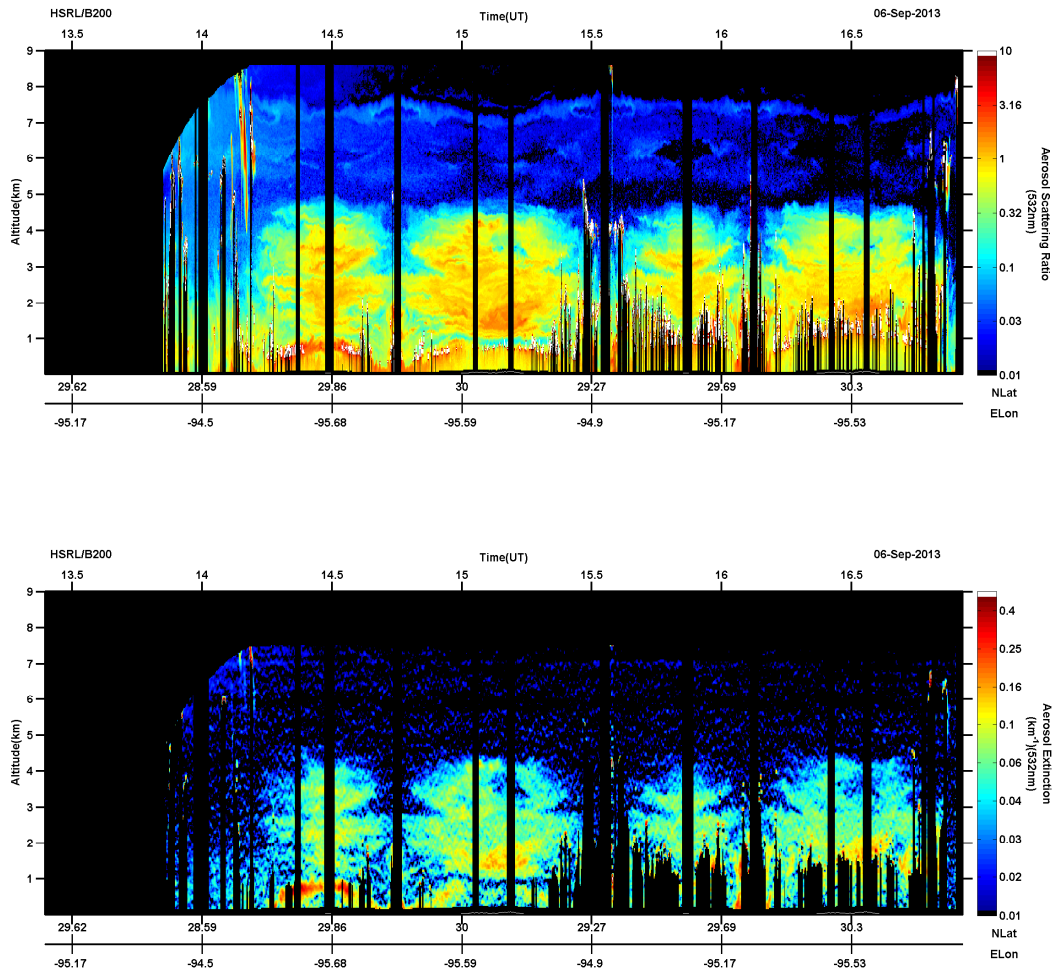 HSRL/B200 Time(UT) 06-Sep-2013
13.5 14 14.5 15 15.5 16 16.5
9
8
7
6
5
4
3
2
1
Altitude(km)
10
3.16
1
0.32
0.1
0.03
0.01
Aerosol Scattering Ratio
(532nm)
29.62 28.59 29.86 30 29.27 29.69 30.3 NLat
-95.17 -94.5 -95.68 -95.59 -94.9 -95.17 -95.53 ELon
HSRL/B200 Time(UT) 06-Sep-2013
13.5 14 14.5 15 15.5 16 16.5
9
8
7
6
5
4
3
2
1
Altitude(km)
0.4
0.25
0.16
0.1
0.06
0.04
0.03
0.02
0.01
Aerosol Extinction
(km⁻¹)(532nm)
29.62 28.59 29.86 30 29.27 29.69 30.3 NLat
-95.17 -94.5 -95.68 -95.59 -94.9 -95.17 -95.53 ELon